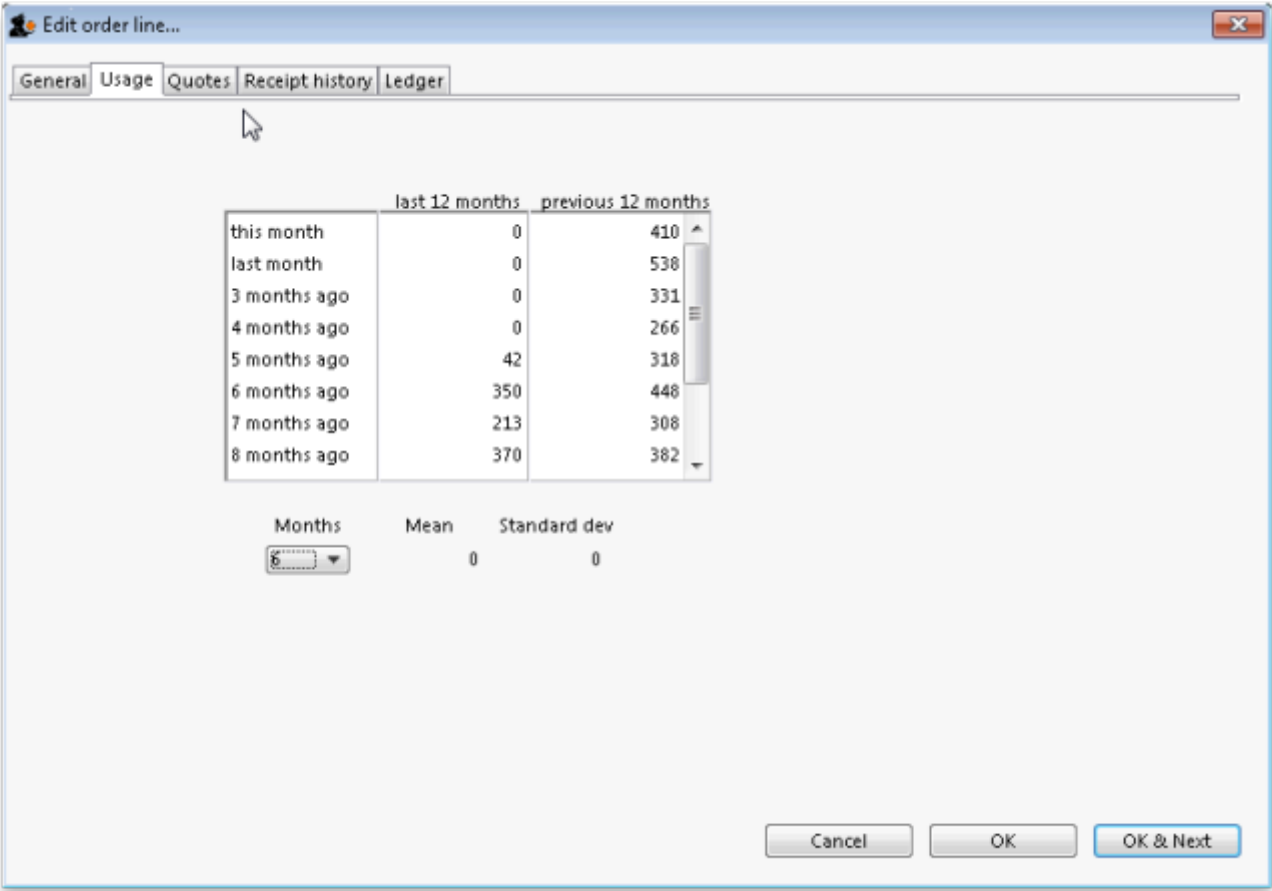 Edit order line...
General Usage Quotes Receipt history Ledger
last 12 months previous 12 months
this month 0 410
last month 0 538
3 months ago 0 331
4 months ago 0 266
5 months ago 42 318
6 months ago 350 448
7 months ago 213 308
8 months ago 370 382
Months Mean Standard dev
6 0 0
Cancel OK OK & Next